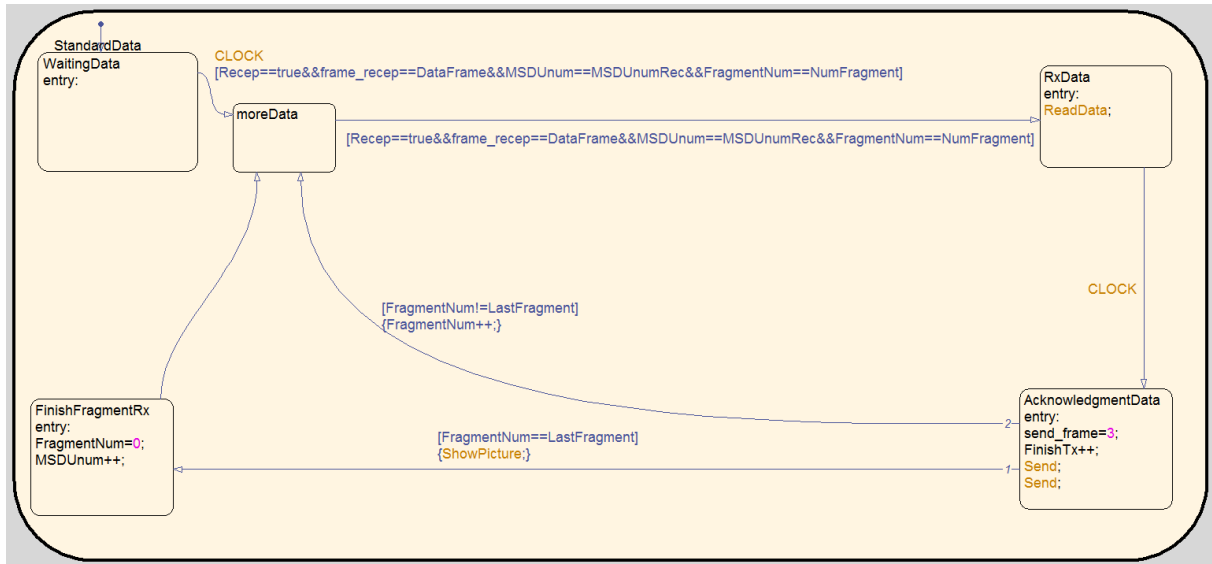 StandardData
WaitingData
entry:
CLOCK
[Recep==true&&frame_recep==DataFrame&&MSDUnum==MSDUnumRec&&FragmentNum==NumFragment]
moreData
[Recep==true&&frame_recep==DataFrame&&MSDUnum==MSDUnumRec&&FragmentNum==NumFragment]
RxData
entry:
ReadData;
CLOCK
[FragmentNum!=LastFragment]
{FragmentNum++;}
FinishFragmentRx
entry:
FragmentNum=0;
MSDUnum++;
[FragmentNum==LastFragment]
{ShowPicture;}
2
1
AcknowledgmentData
entry:
send_frame=3;
FinishTx++;
Send;
Send;